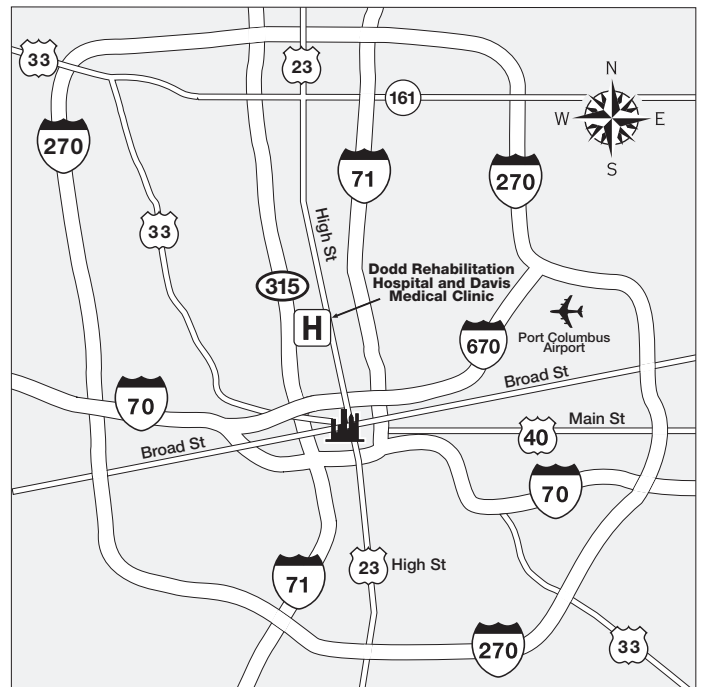 33
23
N
161
W
E
S
270
71
270
33
High St
Dodd Rehabilitation
Hospital and Davis
Medical Clinic
315
H
670
Port Columbus
Airport
Broad St
70
Main St
40
Broad St
70
23
High St
71
270
33